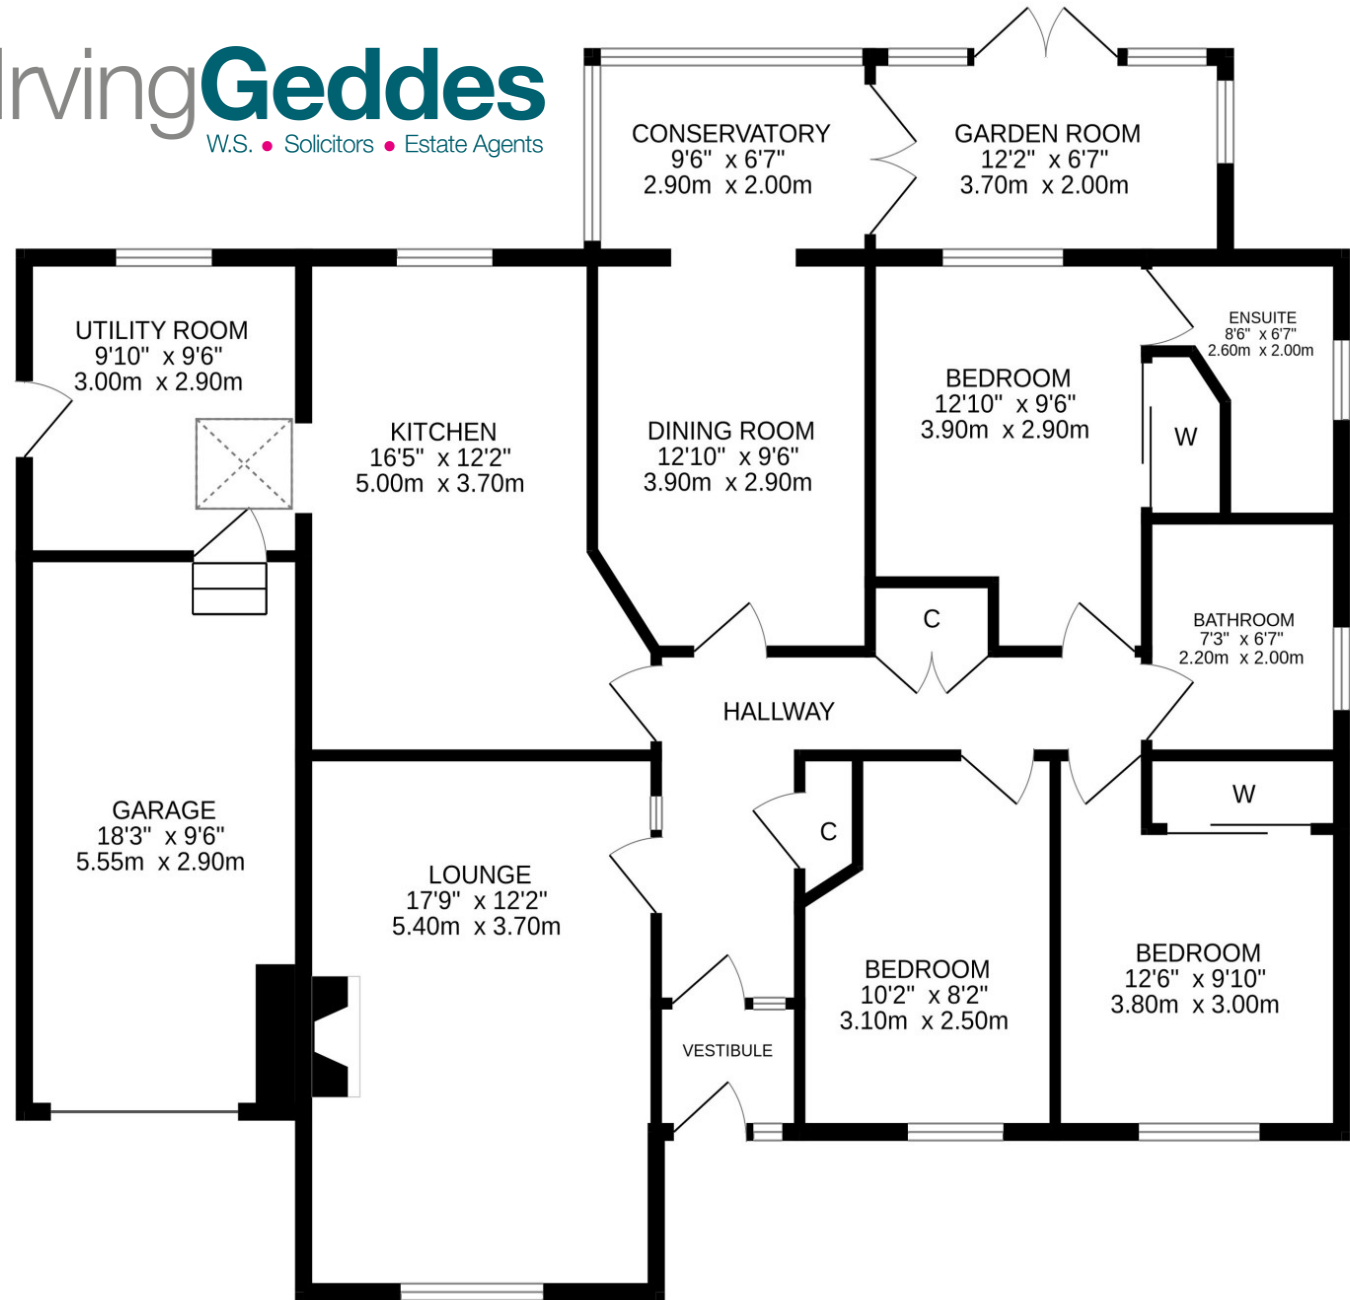 IrvingGeddes
W.S. • Solicitors • Estate Agents
CONSERVATORY
9'6" x 6'7"
2.90m x 2.00m
GARDEN ROOM
12'2" x 6'7"
3.70m x 2.00m
UTILITY ROOM
9'10" x 9'6"
3.00m x 2.90m
KITCHEN
16'5" x 12'2"
5.00m x 3.70m
DINING ROOM
12'10" x 9'6"
3.90m x 2.90m
BEDROOM
12'10" x 9'6"
3.90m x 2.90m
ENSUITE
8'6" x 6'7"
2.60m x 2.00m
W
C
BATHROOM
7'3" x 6'7"
2.20m x 2.00m
HALLWAY
GARAGE
18'3" x 9'6"
5.55m x 2.90m
LOUNGE
17'9" x 12'2"
5.40m x 3.70m
C
W
BEDROOM
10'2" x 8'2"
3.10m x 2.50m
BEDROOM
12'6" x 9'10"
3.80m x 3.00m
VESTIBULE